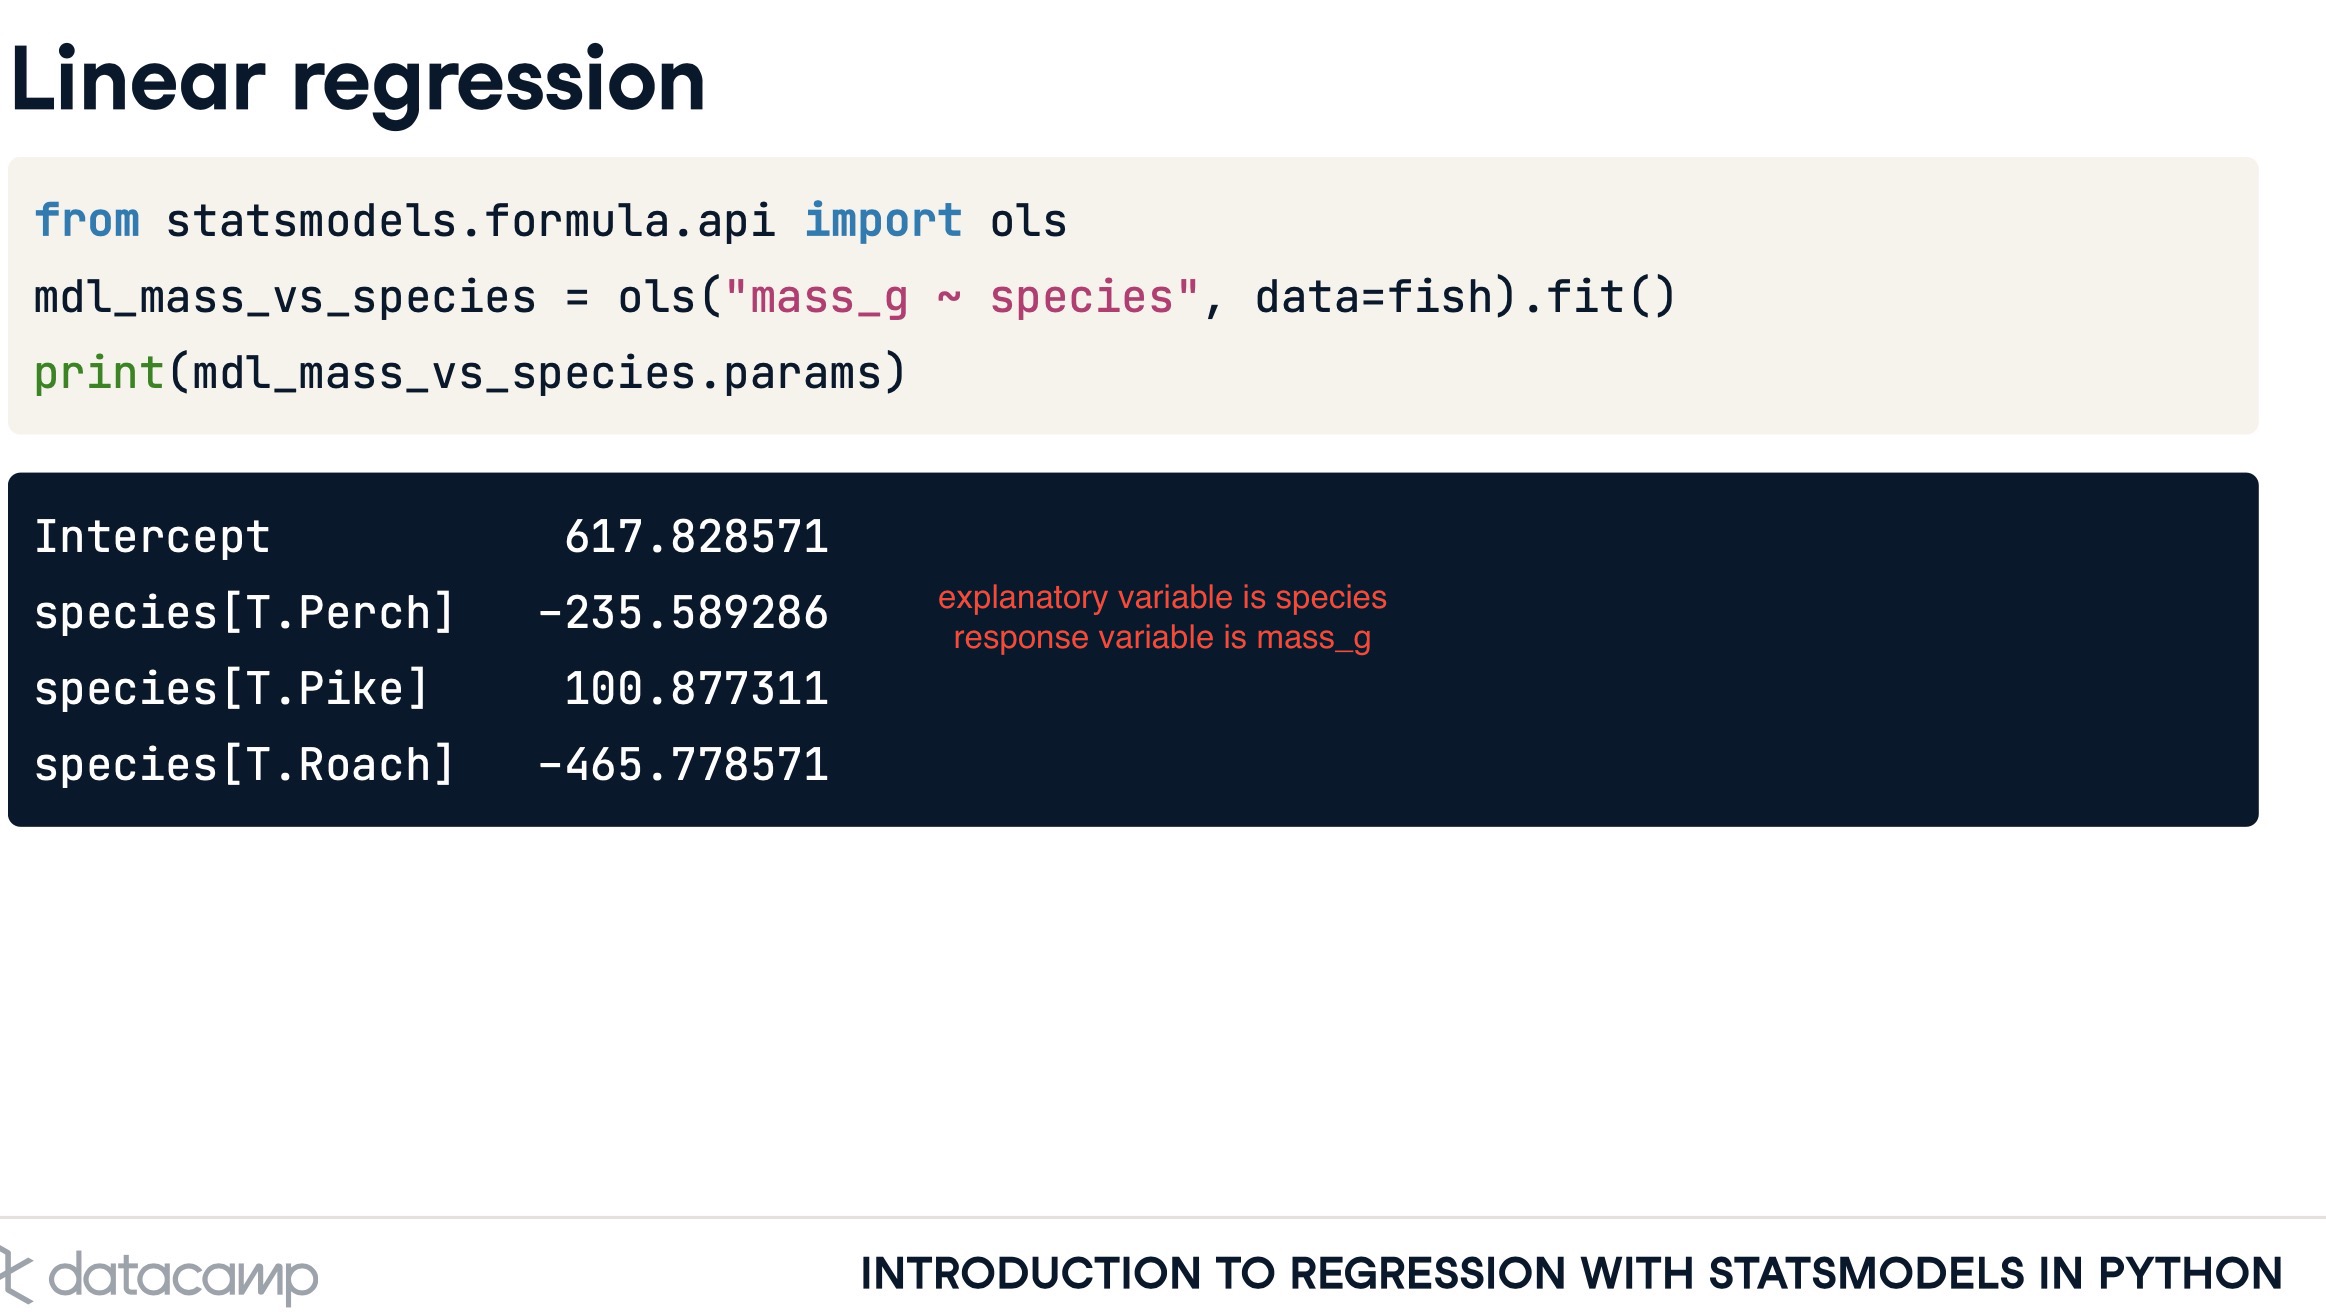 Linear regression
from statsmodels.formula.api import ols
mdl_mass_vs_species = ols("mass_g ~ species", data=fish).fit()
print(mdl_mass_vs_species.params)
Intercept 617.828571
species[T.Perch] -235.589286
species[T.Pike] 100.877311
species[T.Roach] -465.778571
explanatory variable is species
response variable is mass_g
datacamp
INTRODUCTION TO REGRESSION WITH STATSMODELS IN PYTHON